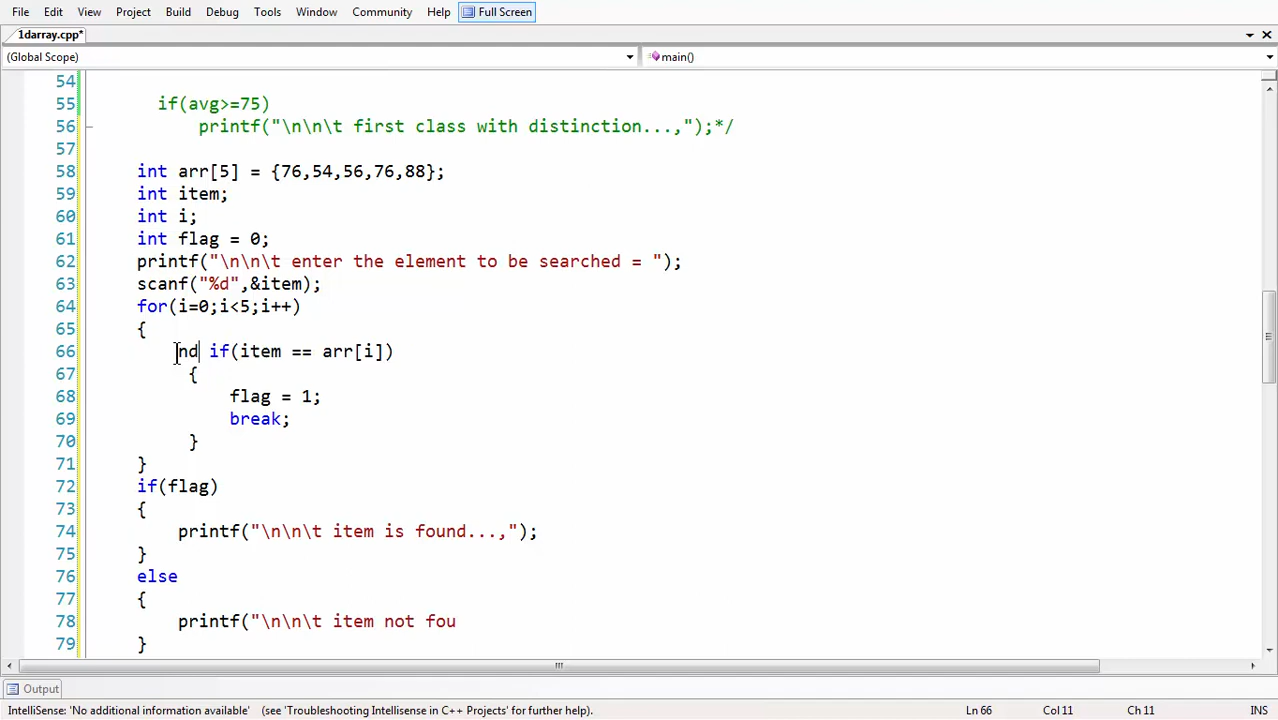 File Edit View Project Build Debug Tools Window Community Help Full Screen
1darray.cpp*
(Global Scope) main()
54
55 if(avg>=75)
56 printf("\n\n\t first class with distinction...,");*/
57
58 int arr[5] = {76,54,56,76,88};
59 int item;
60 int i;
61 int flag = 0;
62 printf("\n\n\t enter the element to be searched = ");
63 scanf("%d",&item);
64 for(i=0;i<5;i++)
65 {
66 nd if(item == arr[i])
67 {
68 flag = 1;
69 break;
70 }
71 }
72 if(flag)
73 {
74 printf("\n\n\t item is found...,");
75 }
76 else
77 {
78 printf("\n\n\t item not fou
79 }
Output
IntelliSense: 'No additional information available' (see 'Troubleshooting Intellisense in C++ Projects' for further help). Ln 66 Col 11 Ch 11 INS